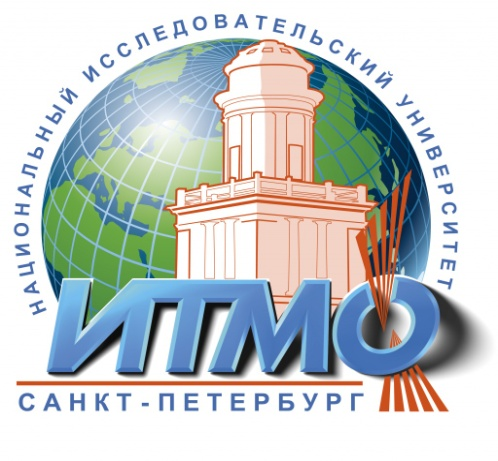 НАЦИОНАЛЬНЫЙ ИССЛЕДОВАТЕЛЬСКИЙ УНИВЕРСИТЕТ
ИТМО
САНКТ-ПЕТЕРБУРГ